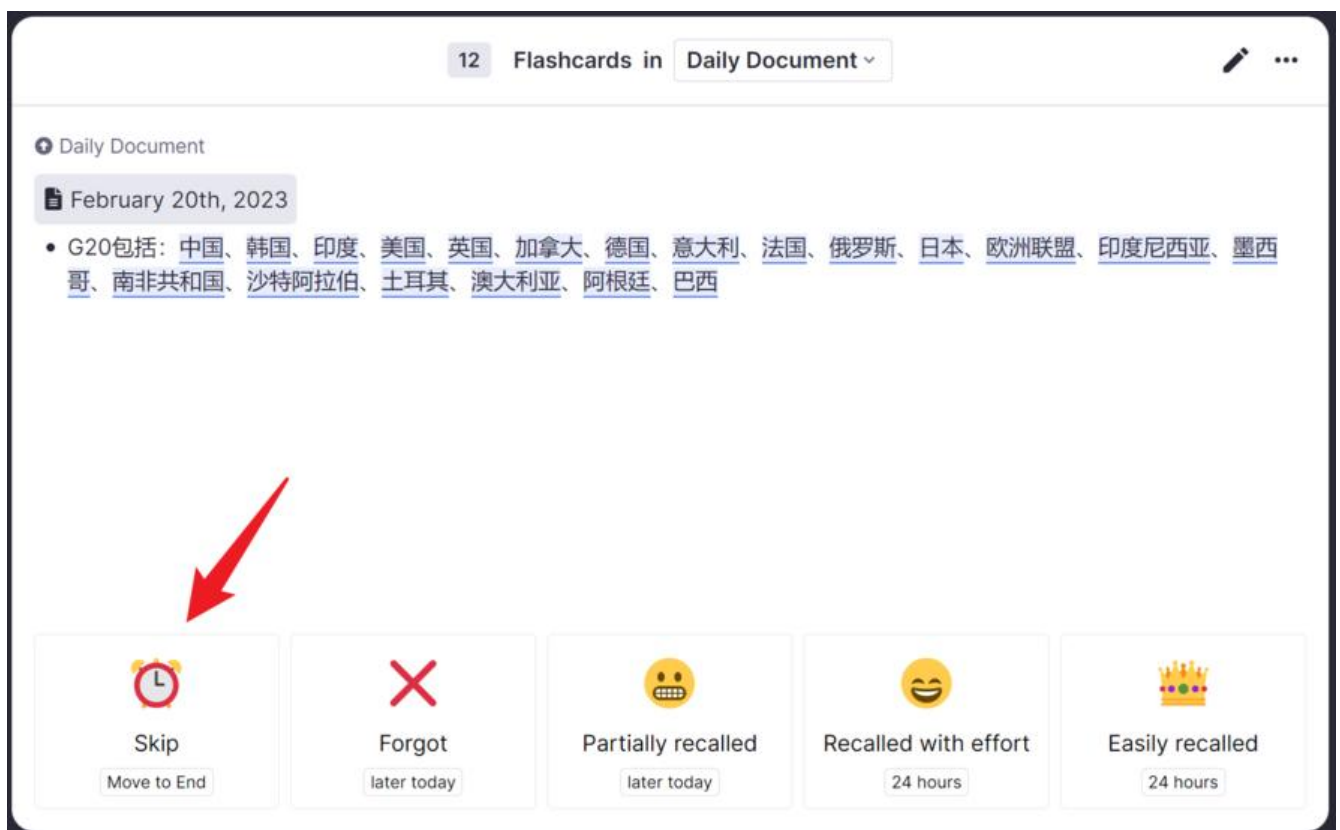 12 Flashcards in Daily Document
Daily Document
February 20th, 2023
• G20包括：中国、韩国、印度、美国、英国、加拿大、德国、意大利、法国、俄罗斯、日本、欧洲联盟、印度尼西亚、墨西
哥、南非共和国、沙特阿拉伯、土耳其、澳大利亚、阿根廷、巴西
Skip Forgot Partially recalled Recalled with effort Easily recalled
Move to End later today later today 24 hours 24 hours